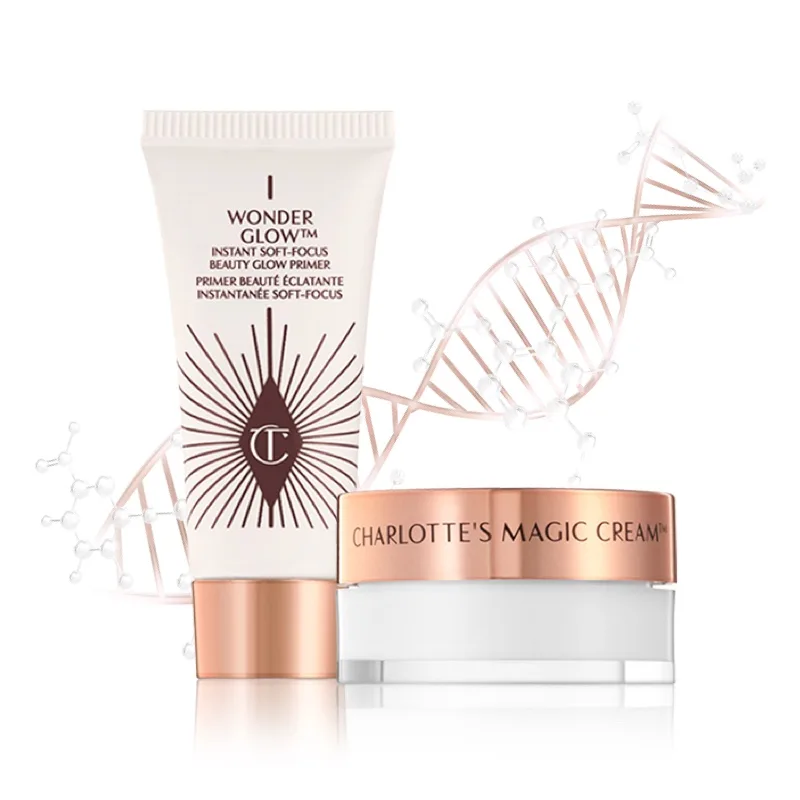 WONDER
GLOW™
INSTANT SOFT-FOCUS
BEAUTY GLOW PRIMER
PRIMER BEAUTÉ ÉCLATANTE
INSTANTANÉE SOFT-FOCUS
CT
CHARLOTTE'S MAGIC CREAM™